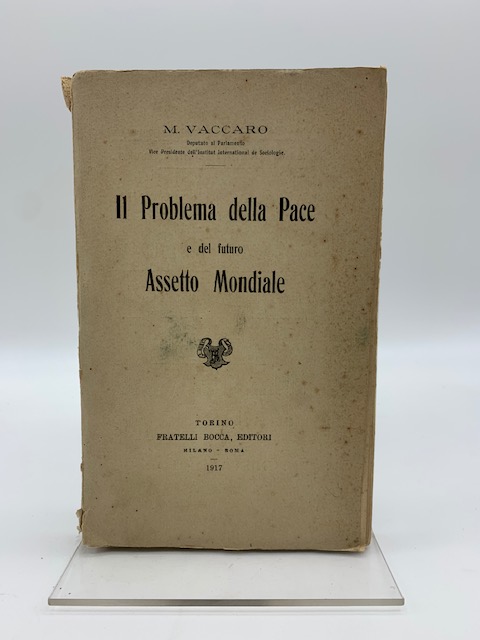 M. VACCARO
Deputato al Parlamento
Vice Presidente dell'Institut International de Sociologie.
Il Problema della Pace
e del futuro
Assetto Mondiale
TORINO
FRATELLI BOCCA, EDITORI
MILANO - ROMA
1917